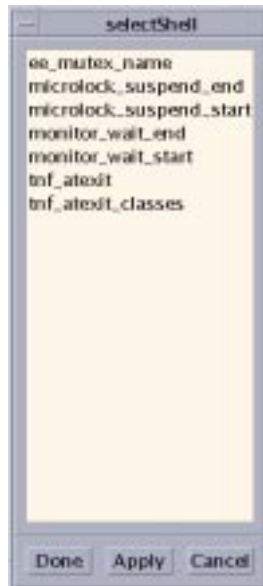 selectShell
ee_mutex_name
microlock_suspend_end
microlock_suspend_start
monitor_wait_end
monitor_wait_start
tnf_atexit
tnf_atexit_classes
Done Apply Cancel